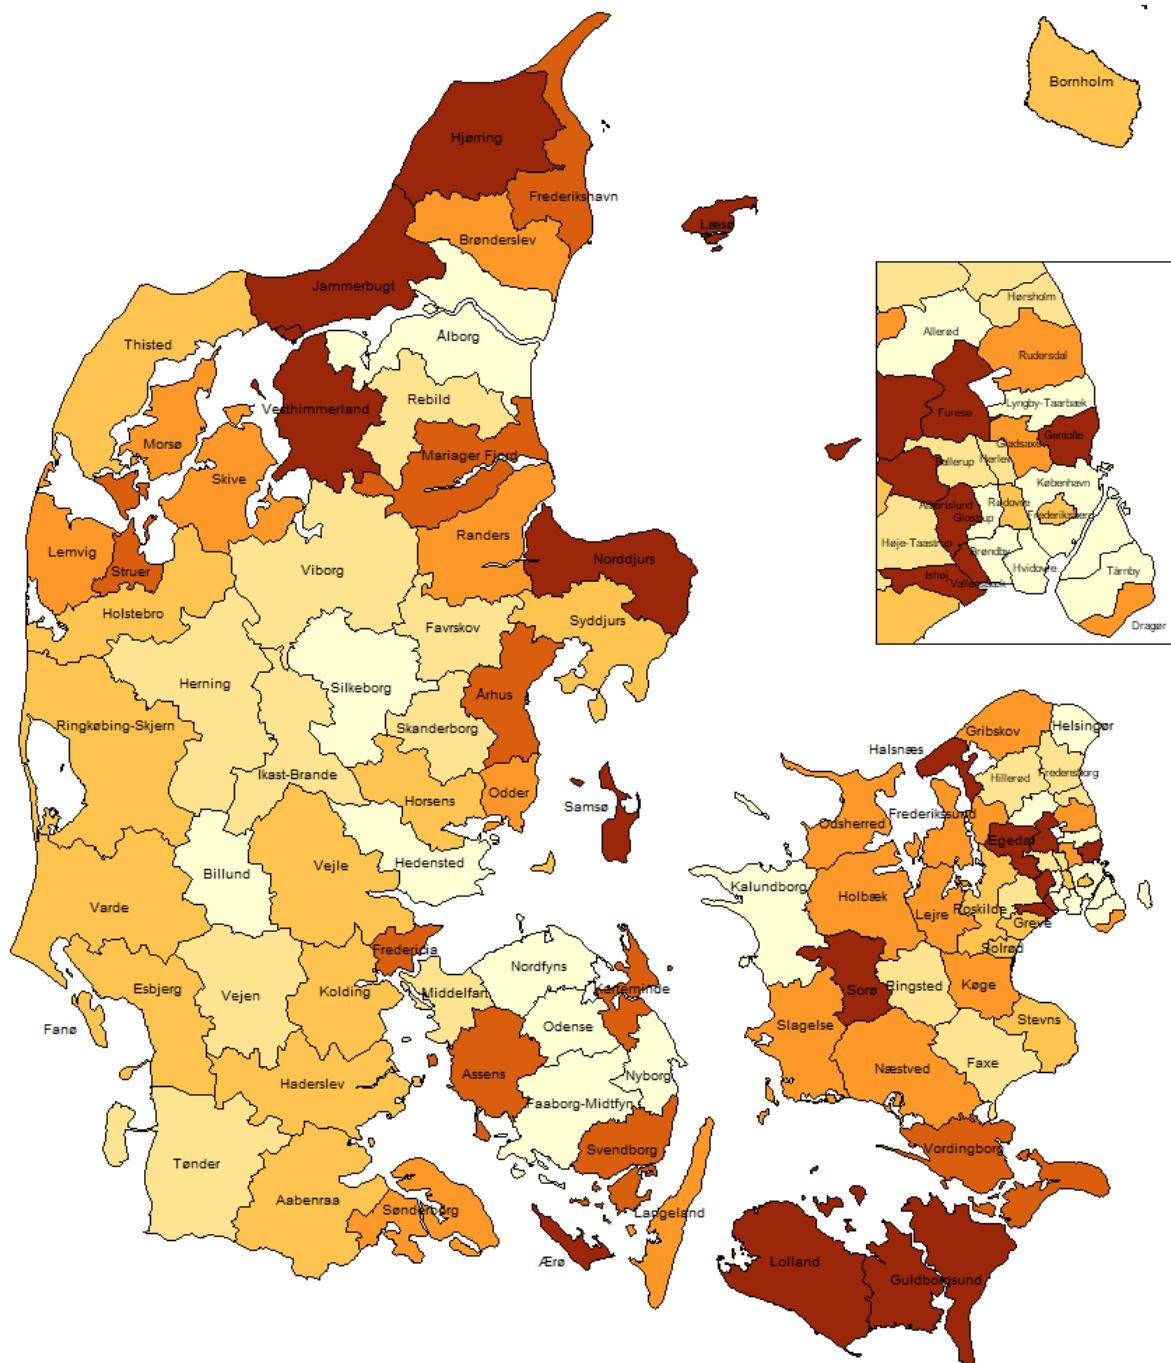 Bornholm
Hjørring
Frederikshavn
Læsø
Brønderslev
Jammerbugt
Hørsholm
Allerød
Ålborg
Thisted
Rudersdal
Rebild
Lyngby-Taarbæk
Vesthimmerland
Furesø
Gentofte
Morsø
Gladsaxe
Mariager Fjord
Ballerup
Herlev
Skive
København
Albertslund
Rødovre
Glostrup
Frederiksberg
Randers
Høje-Taastrup
Lemvig
Brøndby
Norddjurs
Hvidovre
Struer
Viborg
Ishøj
Vallensbæk
Tårnby
Holstebro
Favrskov
Syddjurs
Dragør
Herning
Silkeborg
Århus
Ringkøbing-Skjern
Skanderborg
Helsingør
Gribskov
Halsnæs
Ikast-Brande
Hillerød
Fredensborg
Horsens
Odder
Samsø
Frederikssund
Odsherred
Egedal
Vejle
Hedensted
Billund
Kalundborg
Holbæk
Varde
Lejre
Roskilde
Greve
Fredericia
Solrød
Nordfyns
Esbjerg
Vejen
Kolding
Middelfart
Kerteminde
Sorø
Ringsted
Køge
Fanø
Odense
Slagelse
Stevns
Haderslev
Assens
Nyborg
Næstved
Faxe
Faaborg-Midtfyn
Svendborg
Vordingborg
Tønder
Aabenraa
Sønderborg
Langeland
Ærø
Lolland
Guldborgsund